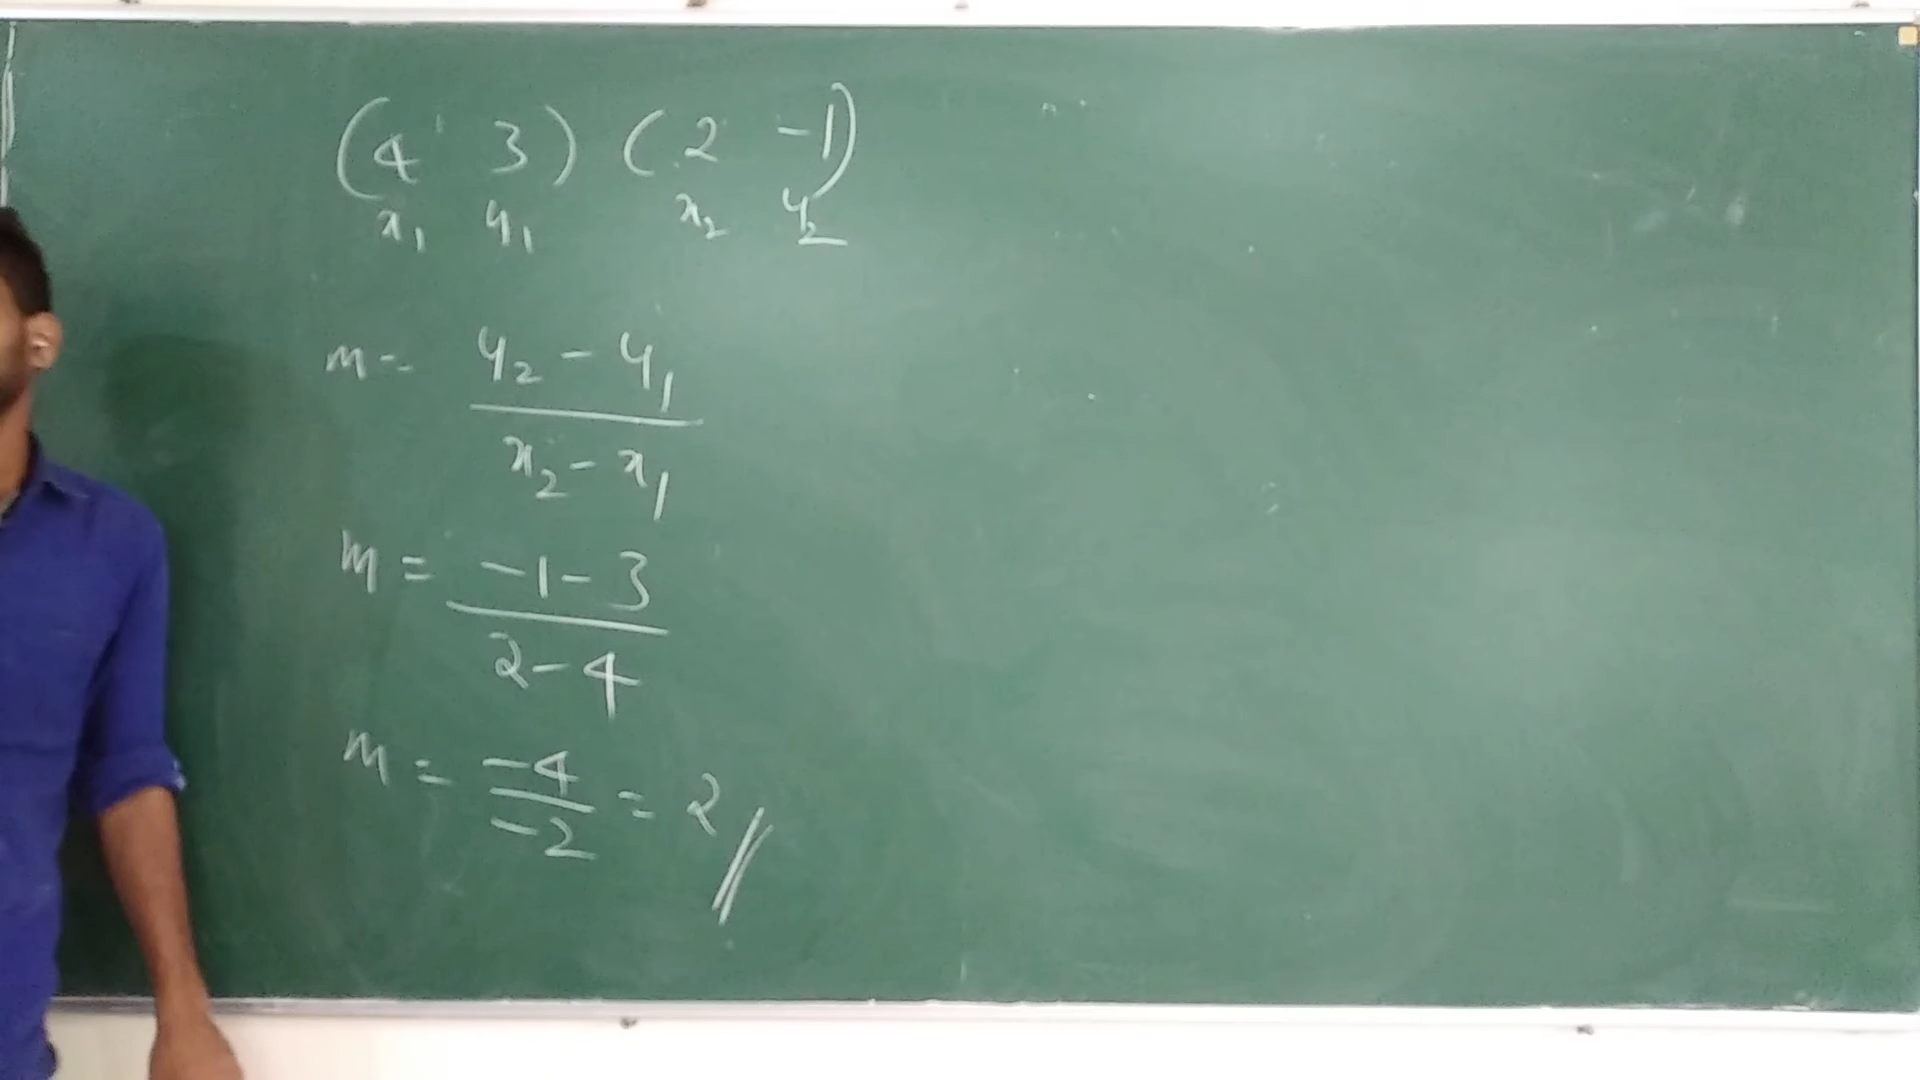 (4 3) (2 -1)
x₁ y₁ x₂ y₂
m = y₂ - y₁
x₂ - x₁
m = -1 - 3
2 - 4
m = -4 = 2 //
-2